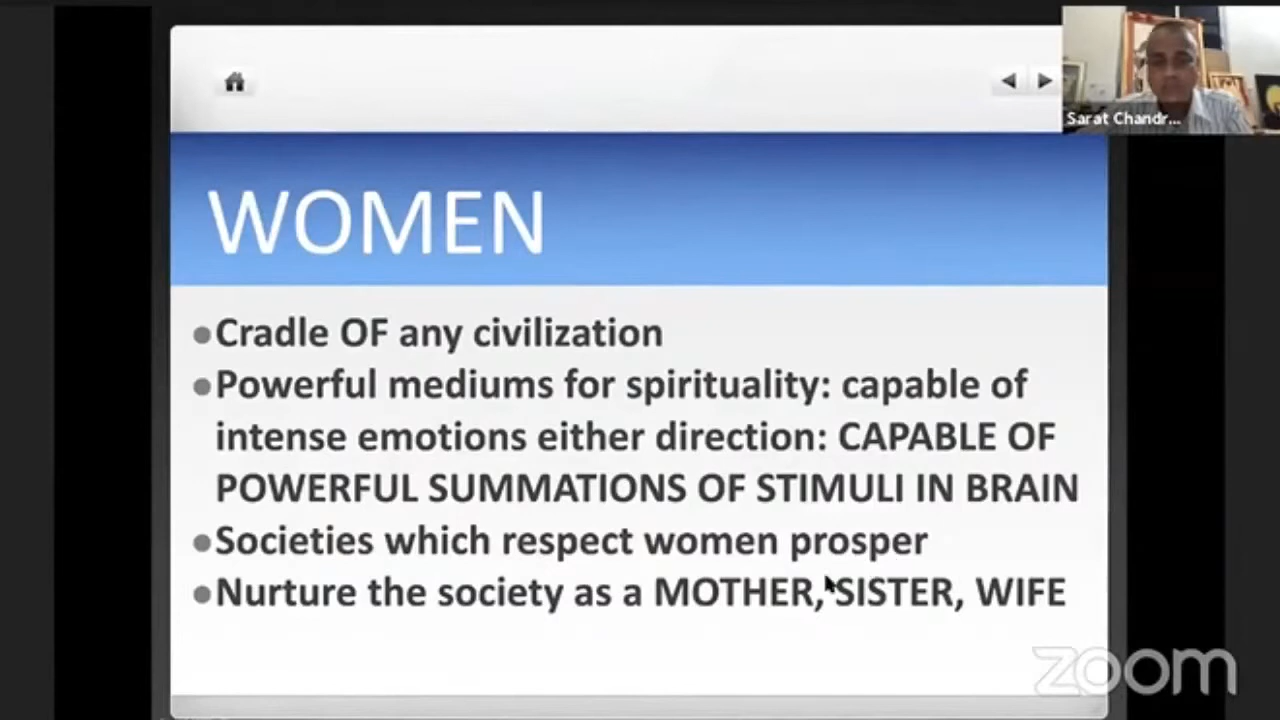 Sarat Chandr...
WOMEN
Cradle OF any civilization
Powerful mediums for spirituality: capable of
intense emotions either direction: CAPABLE OF
POWERFUL SUMMATIONS OF STIMULI IN BRAIN
Societies which respect women prosper
Nurture the society as a MOTHER, SISTER, WIFE
zoom